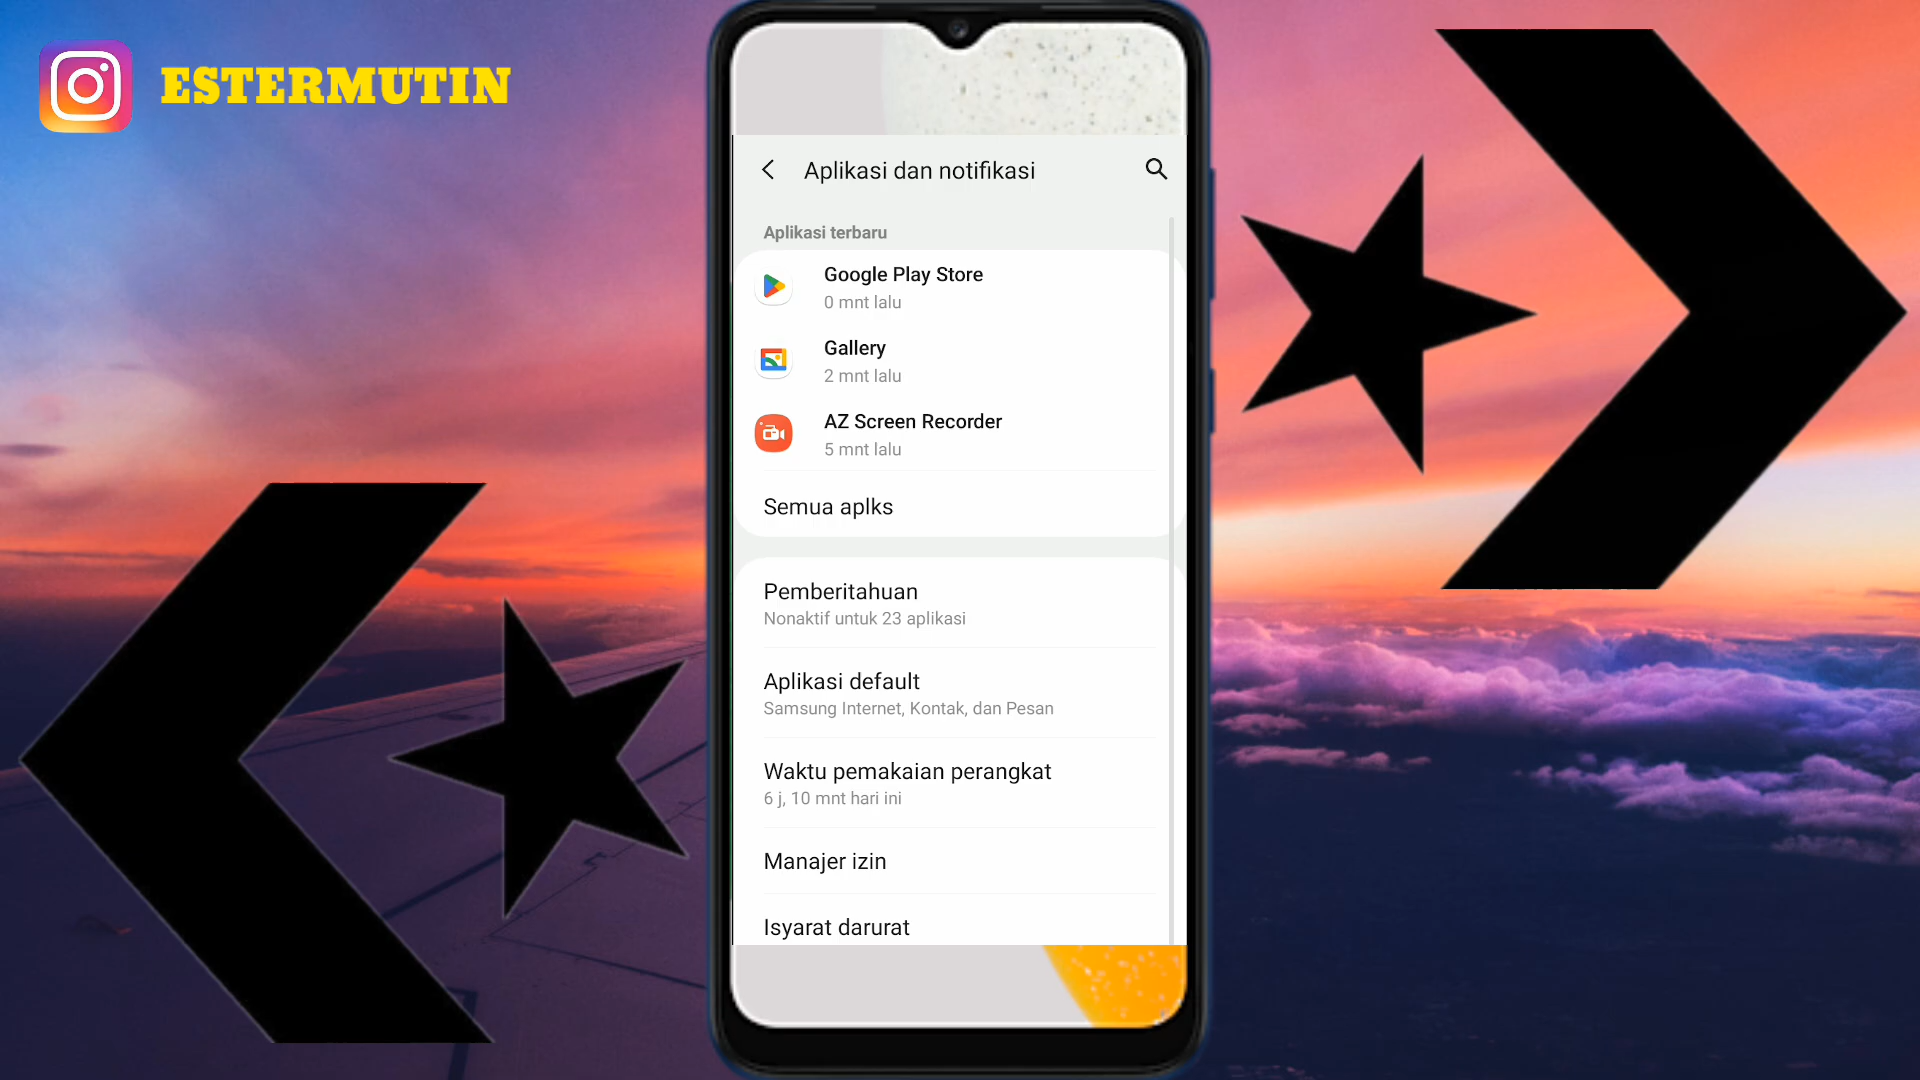 ESTERMUTIN
Aplikasi dan notifikasi
Aplikasi terbaru
Google Play Store
0 mnt lalu
Gallery
2 mnt lalu
AZ Screen Recorder
5 mnt lalu
Semua aplks
Pemberitahuan
Nonaktif untuk 23 aplikasi
Aplikasi default
Samsung Internet, Kontak, dan Pesan
Waktu pemakaian perangkat
6 j, 10 mnt hari ini
Manajer izin
Isyarat darurat